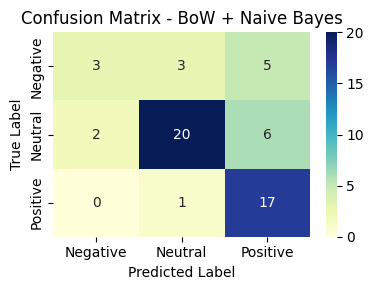 Confusion Matrix - BoW + Naive Bayes
True Label
Negative 3 3 5
Neutral 2 20 6
Positive 0 1 17
Negative Neutral Positive
Predicted Label
20
15
10
5
0